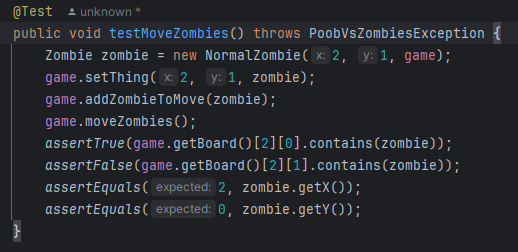 @Test  unknown *
public void testMoveZombies() throws PoobVsZombiesException {
    Zombie zombie = new NormalZombie( x: 2,  y: 1, game);
    game.setThing( x: 2,  y: 1, zombie);
    game.addZombieToMove(zombie);
    game.moveZombies();
    assertTrue(game.getBoard()[2][0].contains(zombie));
    assertFalse(game.getBoard()[2][1].contains(zombie));
    assertEquals( expected: 2, zombie.getX());
    assertEquals( expected: 0, zombie.getY());
}